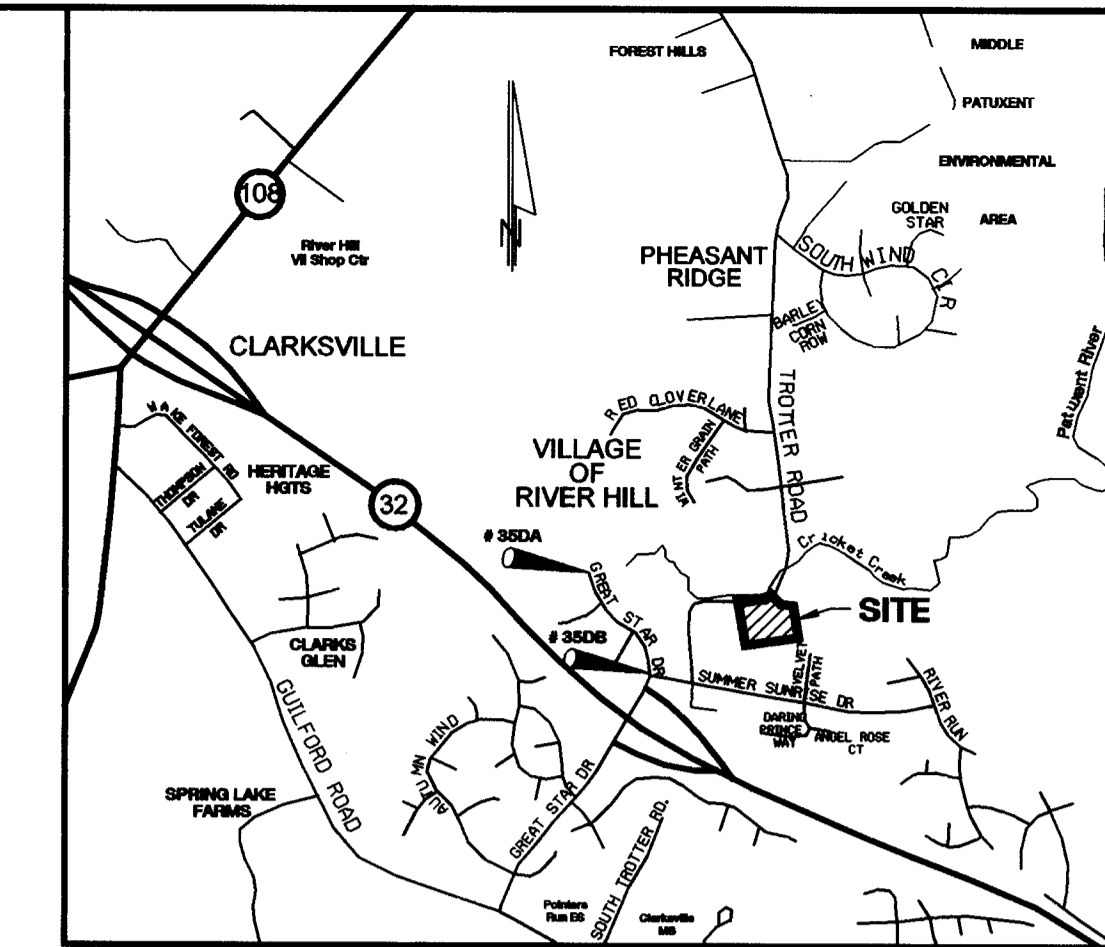 FOREST HILLS
MIDDLE
PATUXENT
ENVIRONMENTAL
AREA
108
River Hill
Vil Shop Ctr
N
GOLDEN
STAR
SOUTH WIND CIR
PHEASANT
RIDGE
BARLEY
CORN
ROW
CLARKSVILLE
Patuxent River
TROTTER ROAD
RED CLOVER LANE
WINTER GRAIN
PATH
WAKE FOREST RD
THOMPSON
DR
TULANE
DR
HERITAGE
HGTS
VILLAGE
OF
RIVER HILL
32
# 35DA
GREAT STAR DR
Cricket Creek
SITE
# 35DB
CLARKS
GLEN
VELVET
PATH
SUMMER SUNRISE DR
RIVER RUN
DARING
PRINCE
WAY
ANGEL ROSE
CT
GUILFORD ROAD
AUTUMN WIND
GREAT STAR DR
SPRING LAKE
FARMS
SOUTH TROTTER RD.
Pointers
Run ES
Clarksville
MS